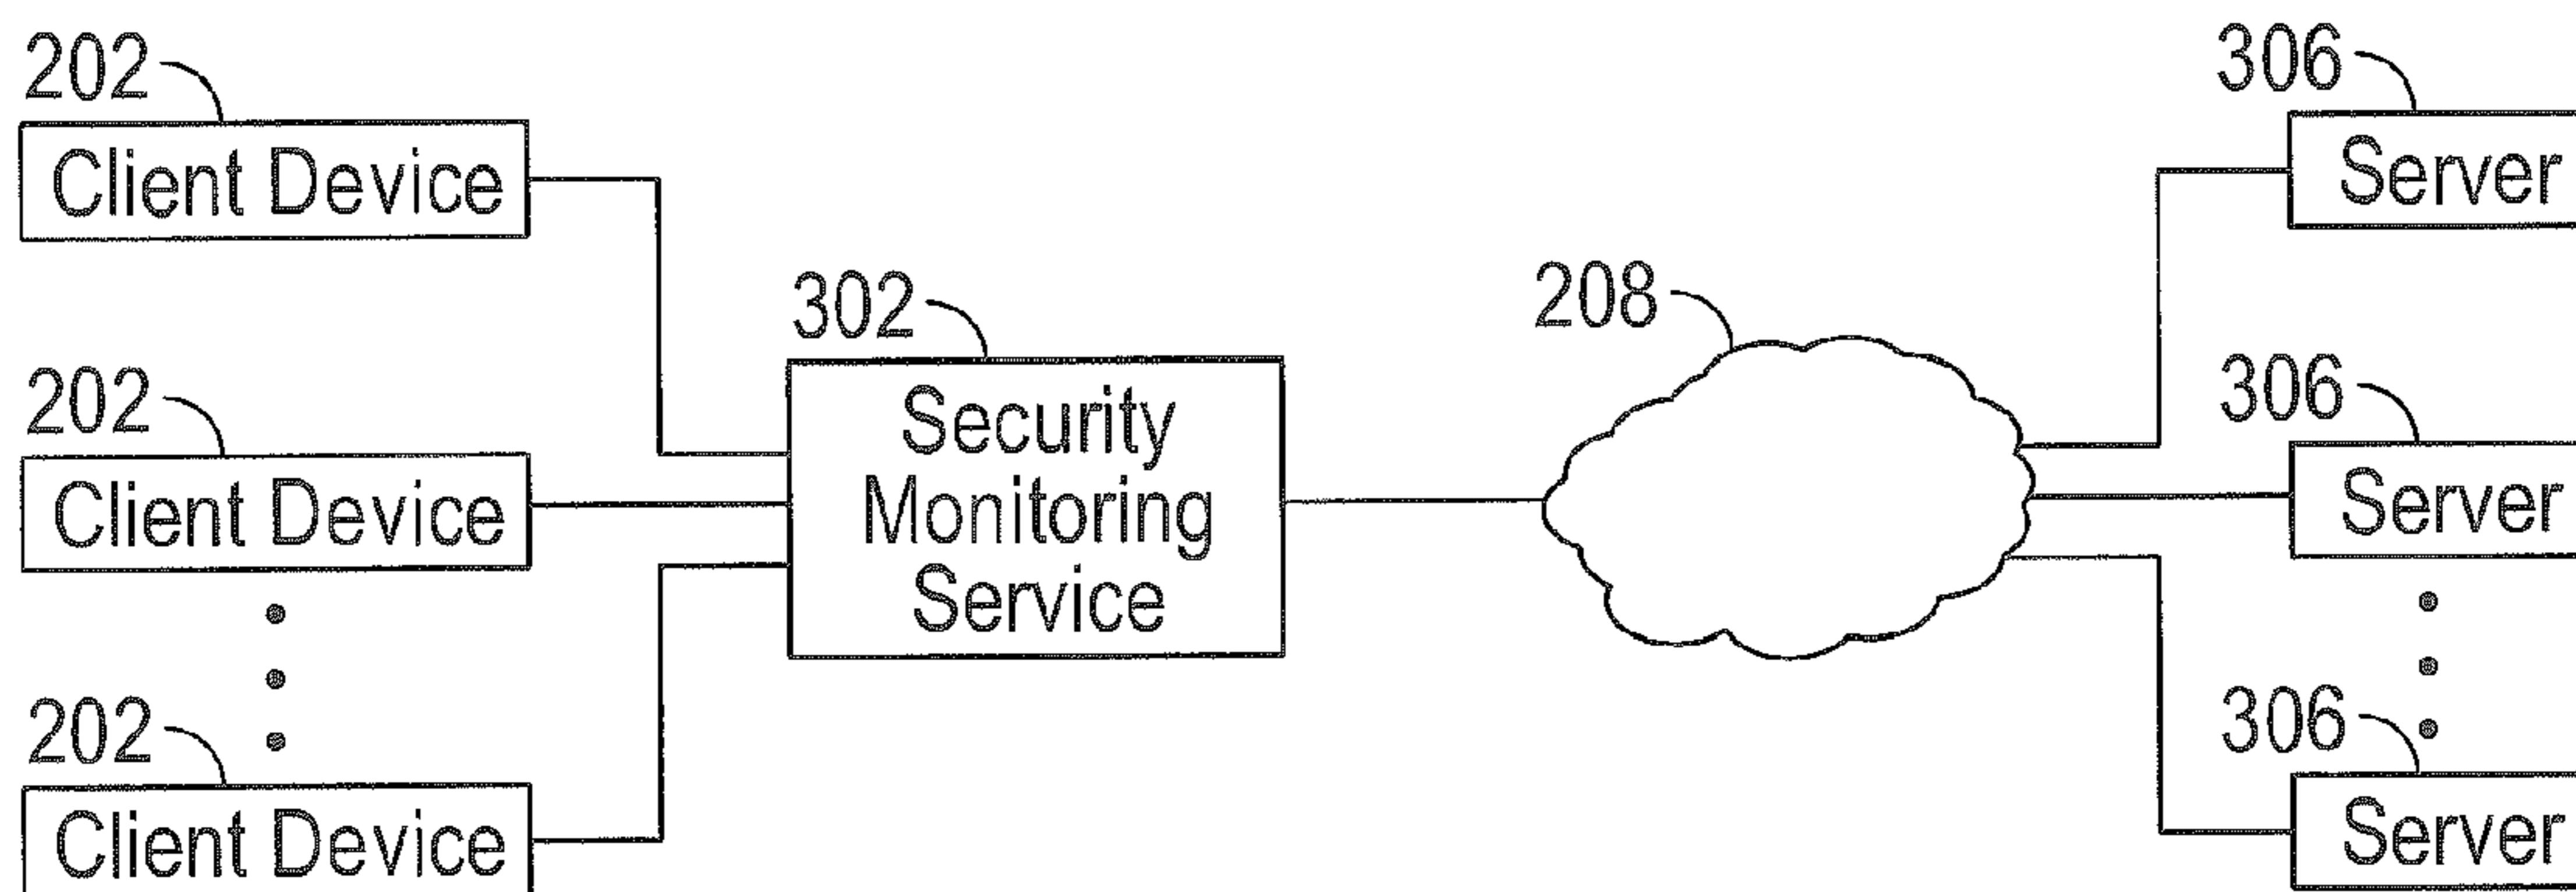 202
Client Device
202
Client Device
202
Client Device
302
Security
Monitoring
Service
208
306
Server
306
Server
306
Server